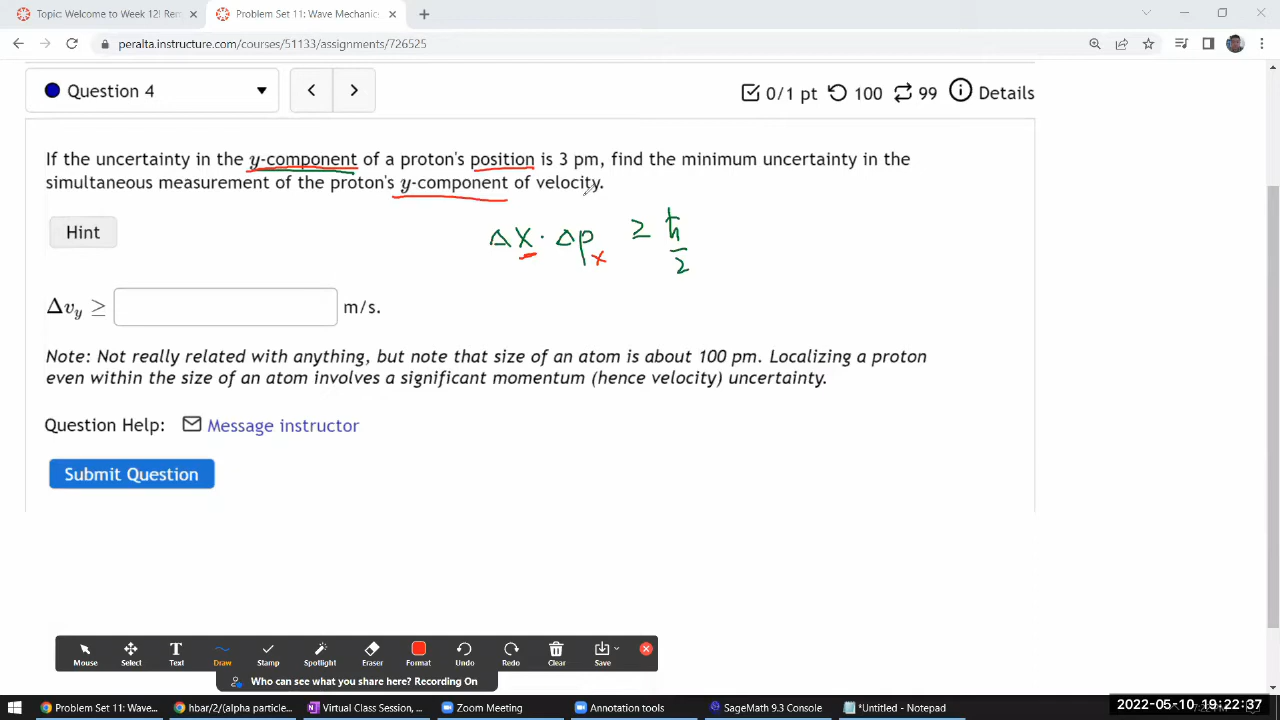 Topic: Welcome to Week 12! Rem
Problem Set 11: Wave Mechanics
peralta.instructure.com/courses/51133/assignments/726525
Question 4
0/1 pt 100 99 Details
If the uncertainty in the y-component of a proton's position is 3 pm, find the minimum uncertainty in the
simultaneous measurement of the proton's y-component of velocity.
Hint
Δx · Δpₓ ≥ ħ/2
Δv_y ≥ m/s.
Note: Not really related with anything, but note that size of an atom is about 100 pm. Localizing a proton
even within the size of an atom involves a significant momentum (hence velocity) uncertainty.
Question Help: Message instructor
Submit Question
Mouse Select Text Draw Stamp Spotlight Eraser Format Undo Redo Clear Save
Who can see what you share here? Recording On
Problem Set 11: Wave... hbar/2/(alpha particle... Virtual Class Session, ... Zoom Meeting Annotation tools SageMath 9.3 Console *Untitled - Notepad
2022-05-10 19:22:37